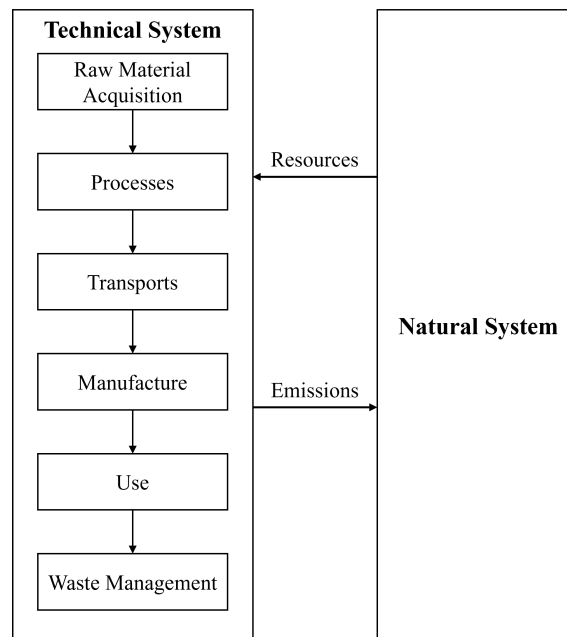 Technical System
Raw Material
Acquisition
Processes
Transports
Manufacture
Use
Waste Management
Resources
Emissions
Natural System